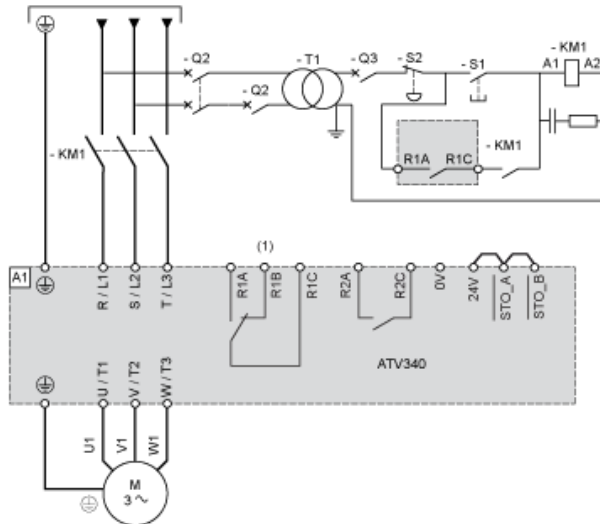 - Q2
- T1
- Q3
- S2
- S1
- KM1
A1
A2
- Q2
- KM1
R1A
R1C
- KM1
(1)
A1
R / L1
S / L2
T / L3
R1A
R1B
R1C
R2A
R2C
0V
24V
STO_A
STO_B
ATV340
U / T1
V / T2
W / T3
U1
V1
W1
M
3 ~